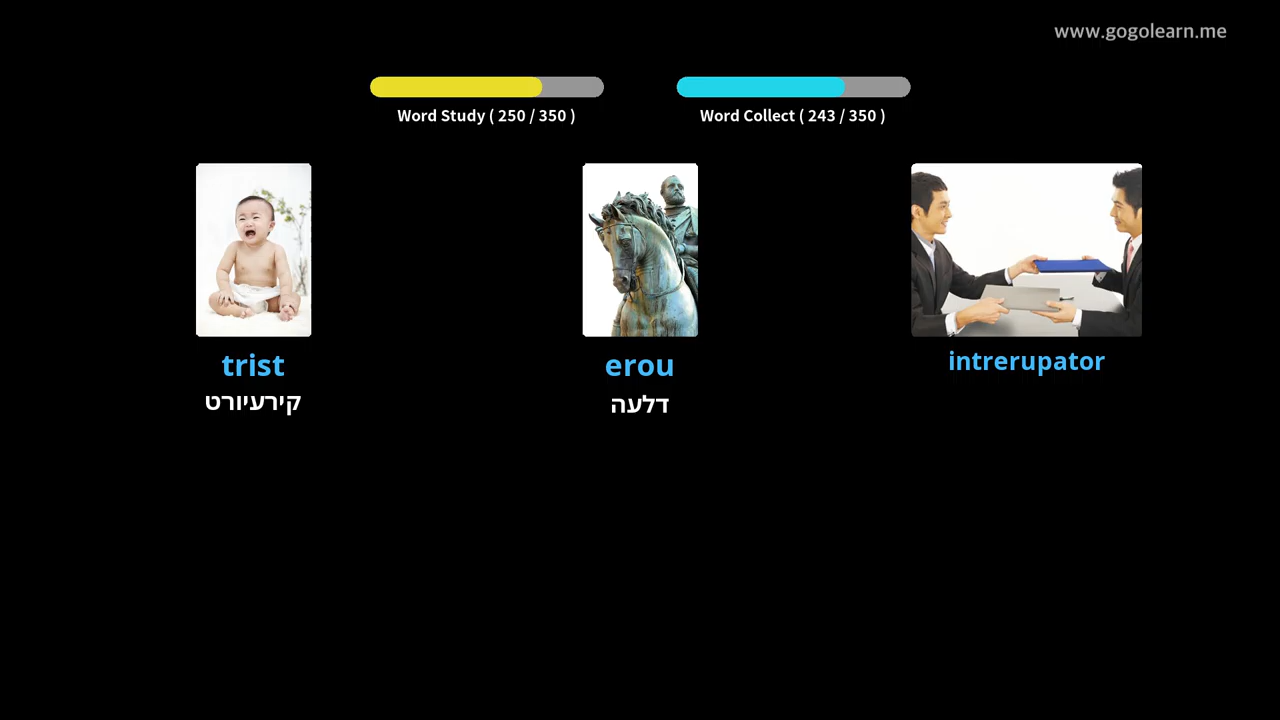 www.gogolearn.me
Word Study ( 250 / 350 )
Word Collect ( 243 / 350 )
trist
קירעיורט
erou
דלעה
intrerupator